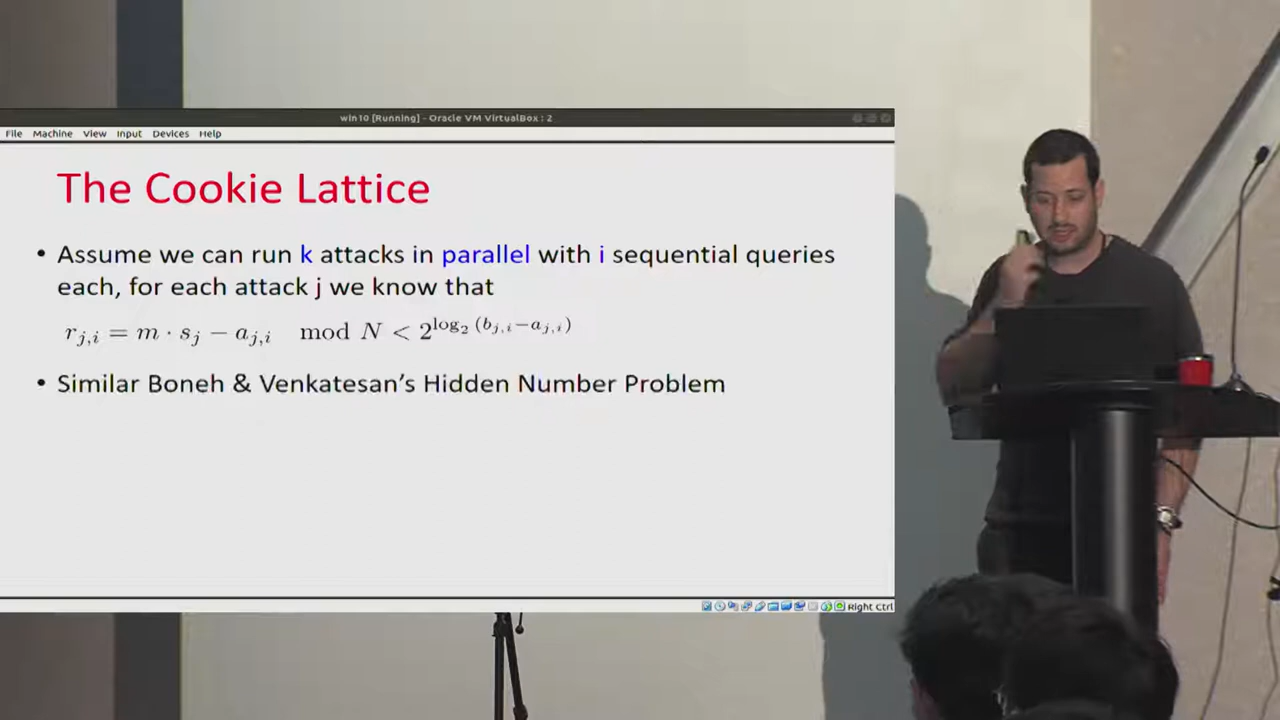 win10 [Running] - Oracle VM VirtualBox : 2
File Machine View Input Devices Help
The Cookie Lattice
• Assume we can run k attacks in parallel with i sequential queries
each, for each attack j we know that
r_{j,i} = m · s_j − a_{j,i} mod N < 2^{log_2 (b_{j,i}−a_{j,i})}
• Similar Boneh & Venkatesan's Hidden Number Problem
Right Ctrl